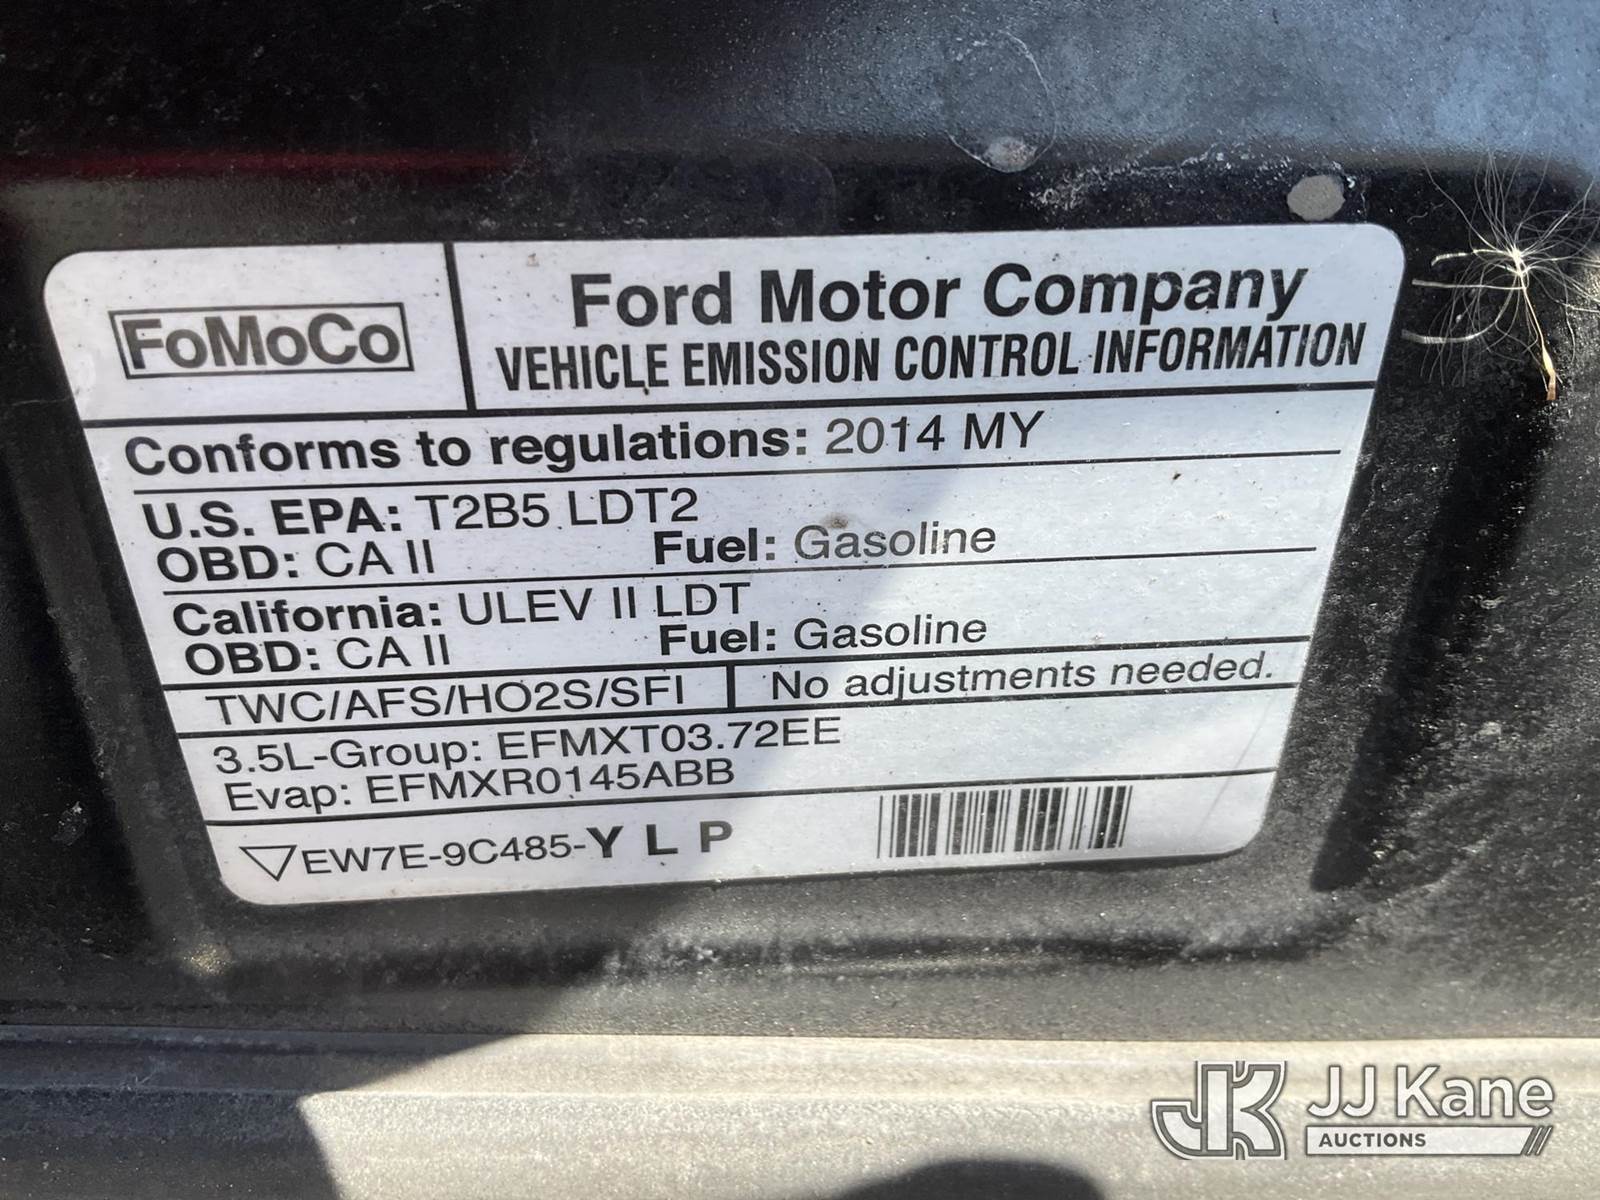 FoMoCo
Ford Motor Company
VEHICLE EMISSION CONTROL INFORMATION
Conforms to regulations: 2014 MY
U.S. EPA: T2B5 LDT2
OBD: CA II Fuel: Gasoline
California: ULEV II LDT
OBD: CA II Fuel: Gasoline
TWC/AFS/HO2S/SFI No adjustments needed.
3.5L-Group: EFMXT03.72EE
Evap: EFMXR0145ABB
EW7E-9C485-Y L P
JK JJ Kane
AUCTIONS